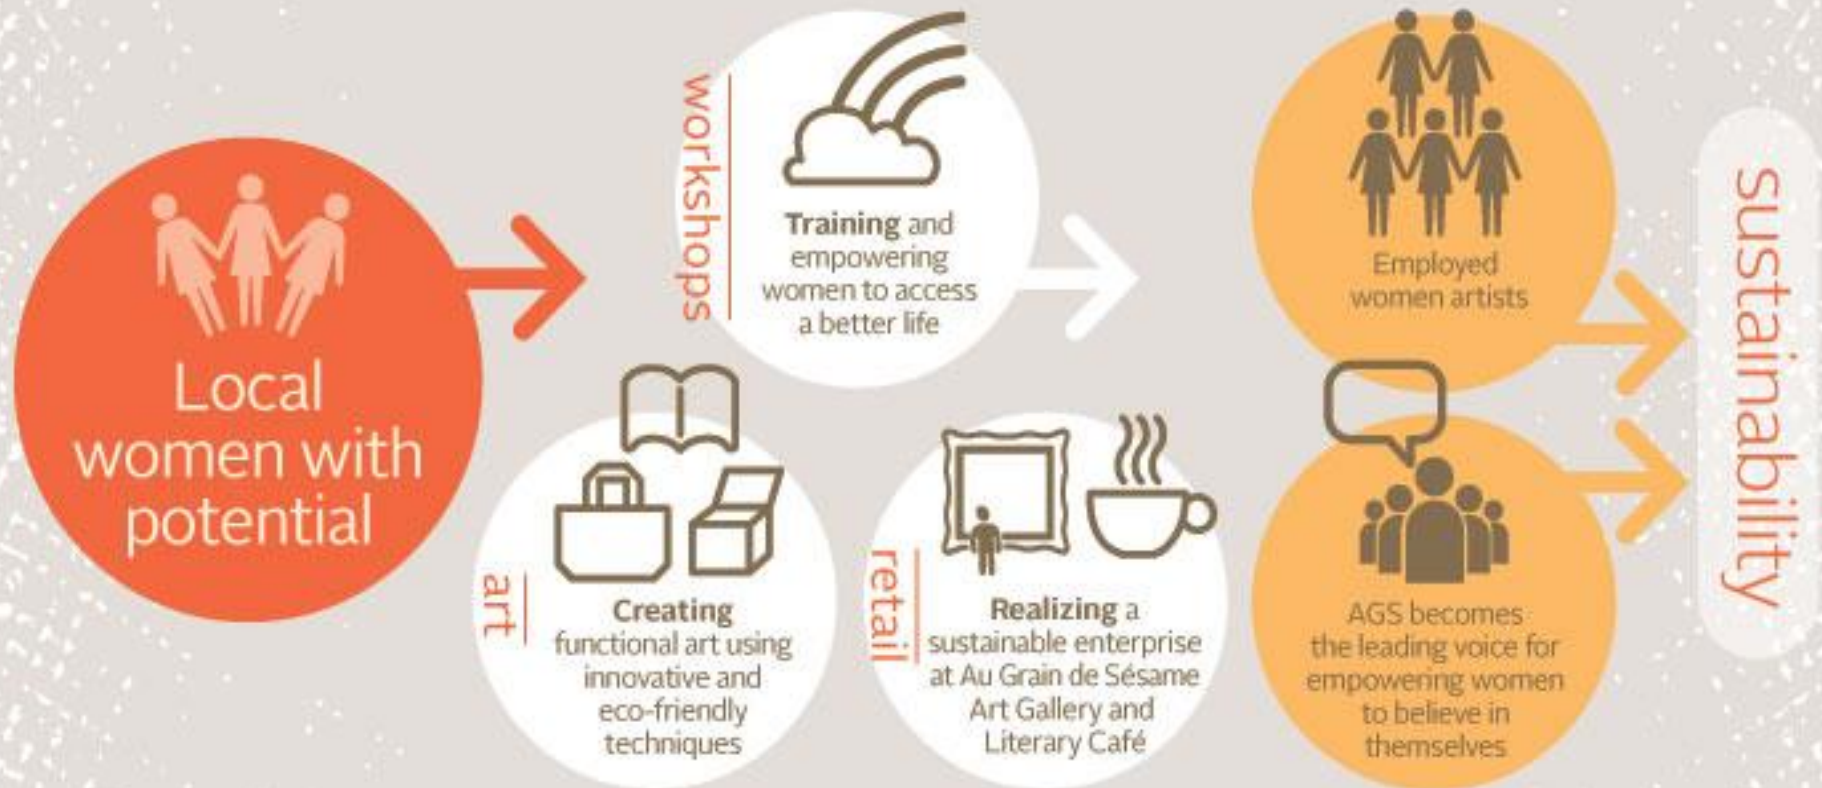 Local
women with
potential
workshops
Training and
empowering
women to access
a better life
art
Creating
functional art using
innovative and
eco-friendly
techniques
retail
Realizing a
sustainable enterprise
at Au Grain de Sésame
Art Gallery and
Literary Café
Employed
women artists
AGS becomes
the leading voice for
empowering women
to believe in
themselves
sustainability